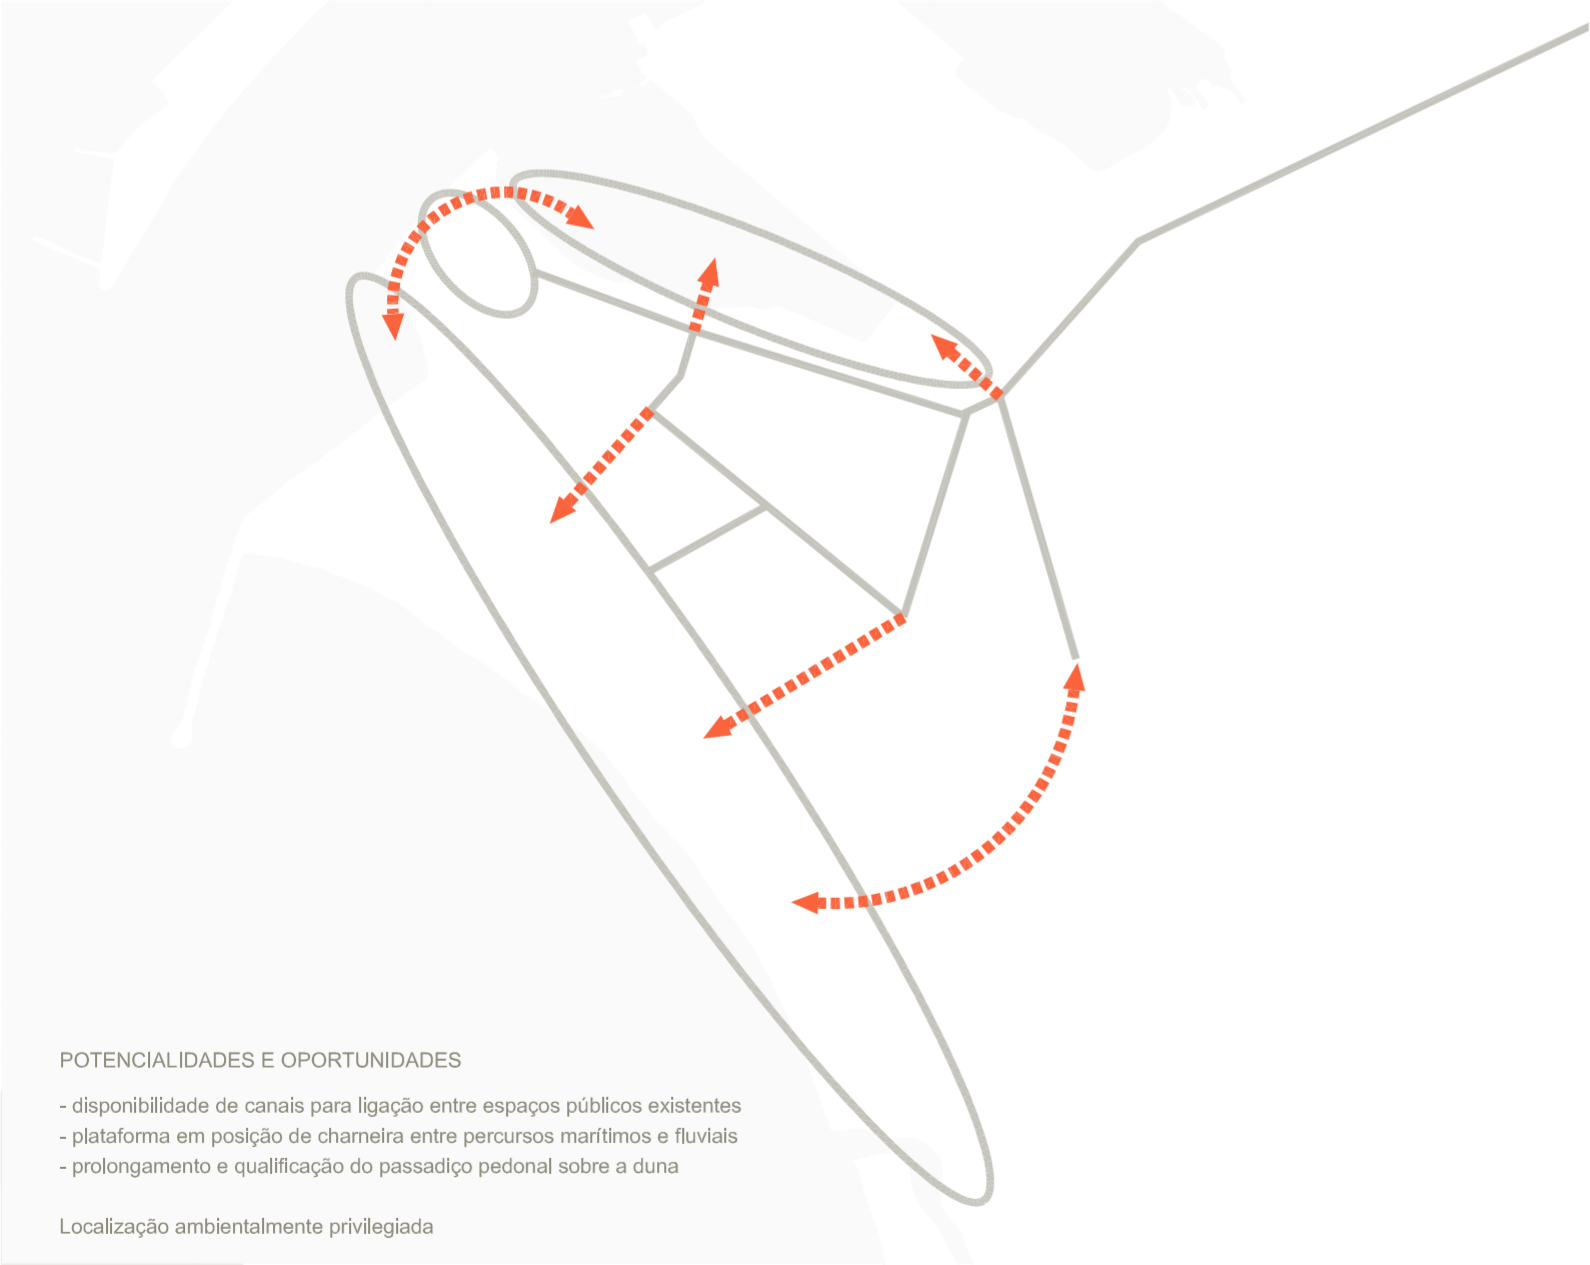 POTENCIALIDADES E OPORTUNIDADES
- disponibilidade de canais para ligação entre espaços públicos existentes
- plataforma em posição de charneira entre percursos marítimos e fluviais
- prolongamento e qualificação do passadiço pedonal sobre a duna
Localização ambientalmente privilegiada